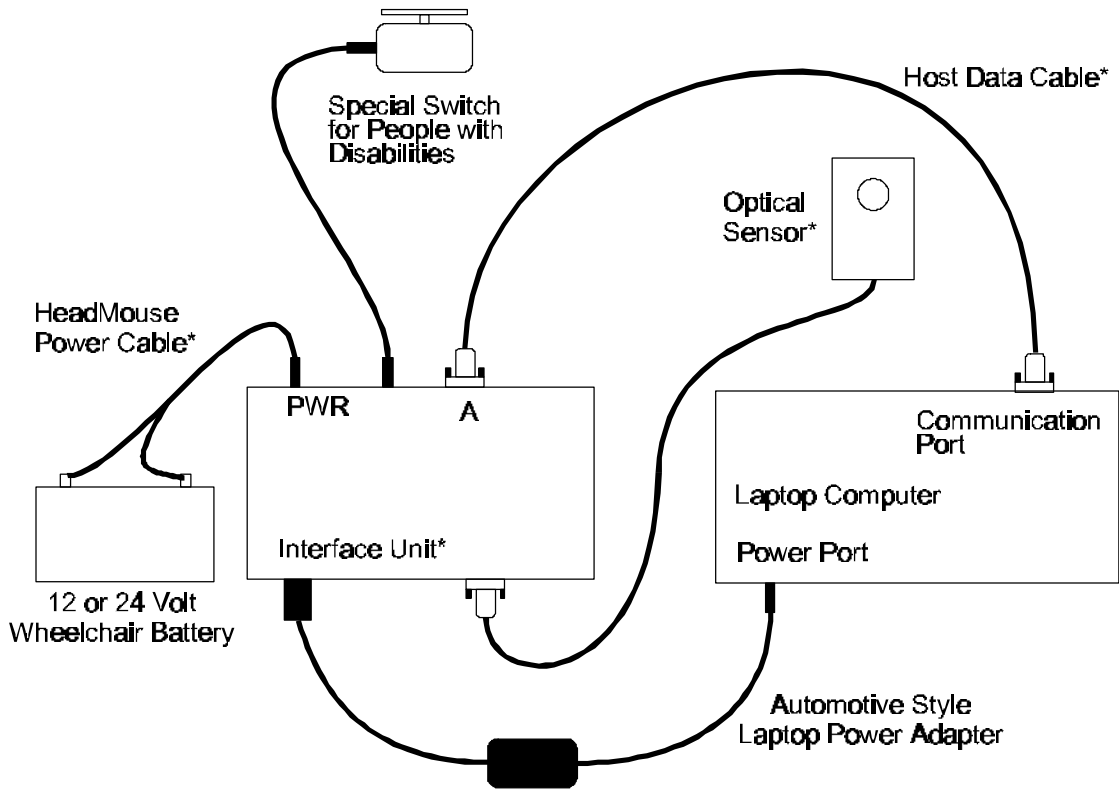 Special Switch
for People with
Disabilities
Host Data Cable*
Optical
Sensor*
HeadMouse
Power Cable*
PWR
A
Communication
Port
Laptop Computer
Interface Unit*
Power Port
12 or 24 Volt
Wheelchair Battery
Automotive Style
Laptop Power Adapter